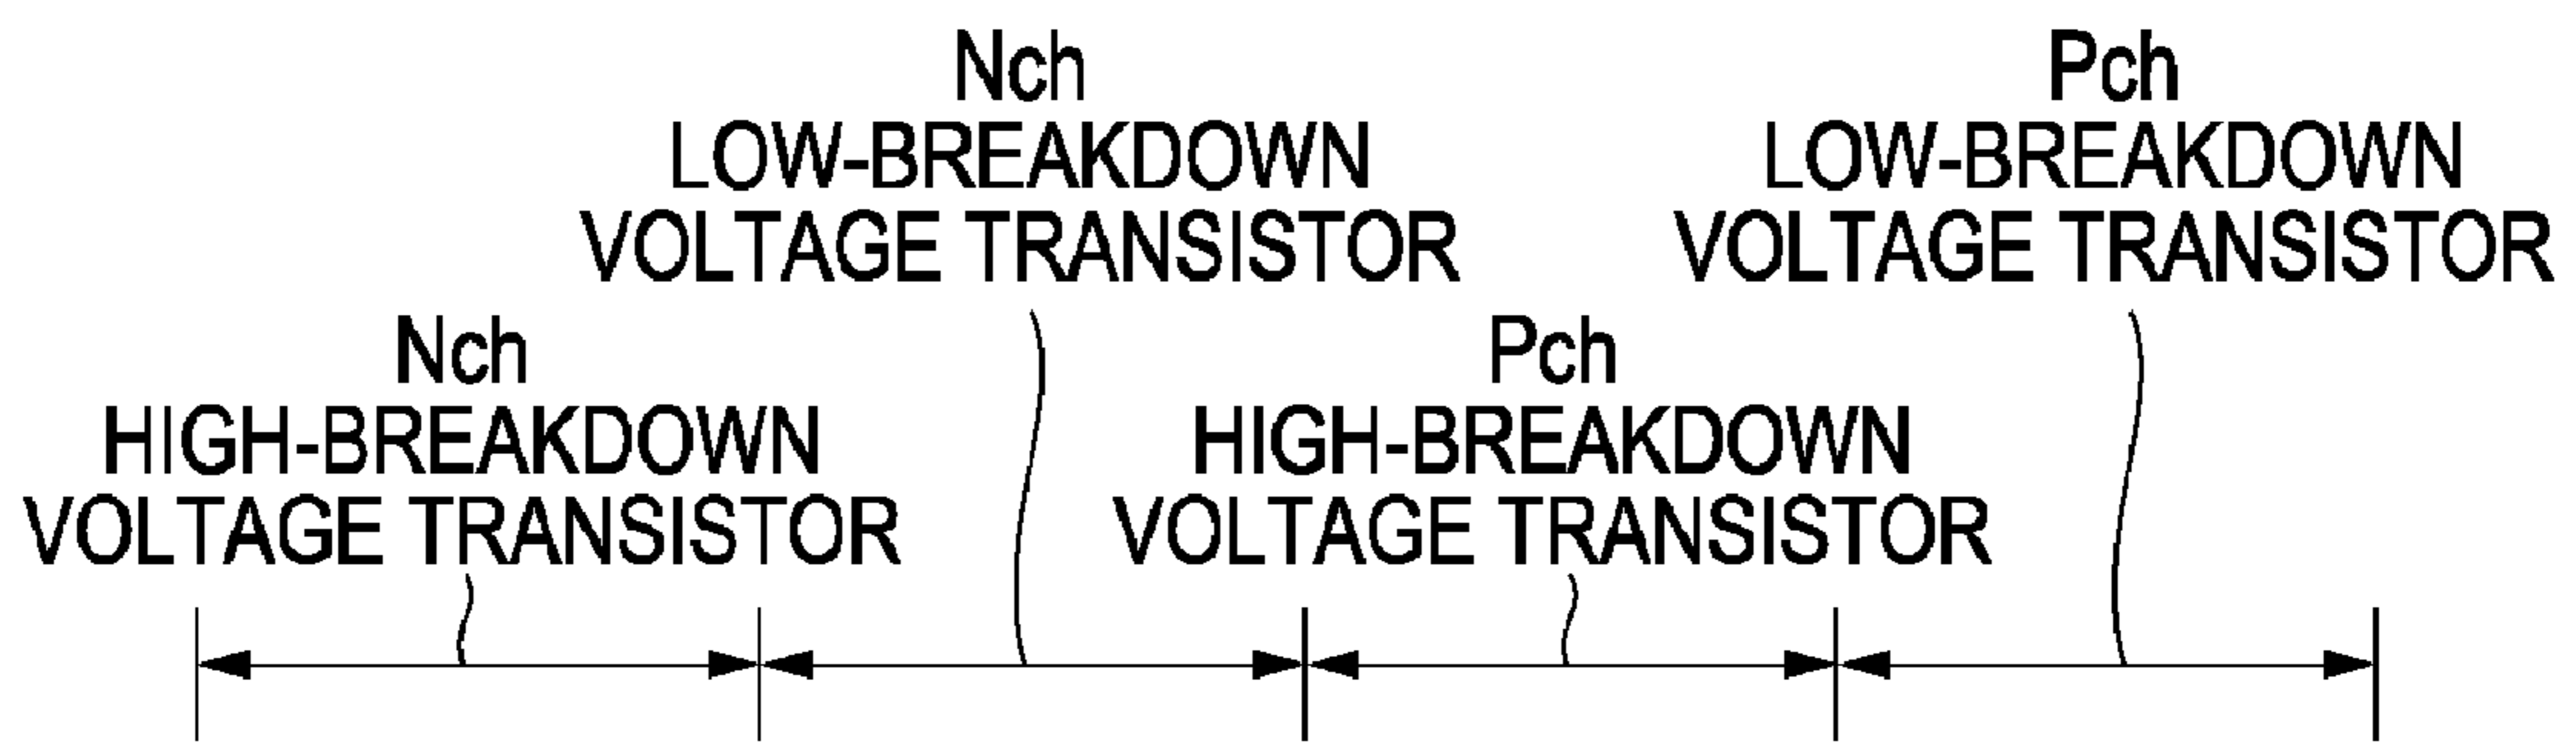 Nch
LOW-BREAKDOWN
VOLTAGE TRANSISTOR
Pch
LOW-BREAKDOWN
VOLTAGE TRANSISTOR
Nch
HIGH-BREAKDOWN
VOLTAGE TRANSISTOR
Pch
HIGH-BREAKDOWN
VOLTAGE TRANSISTOR